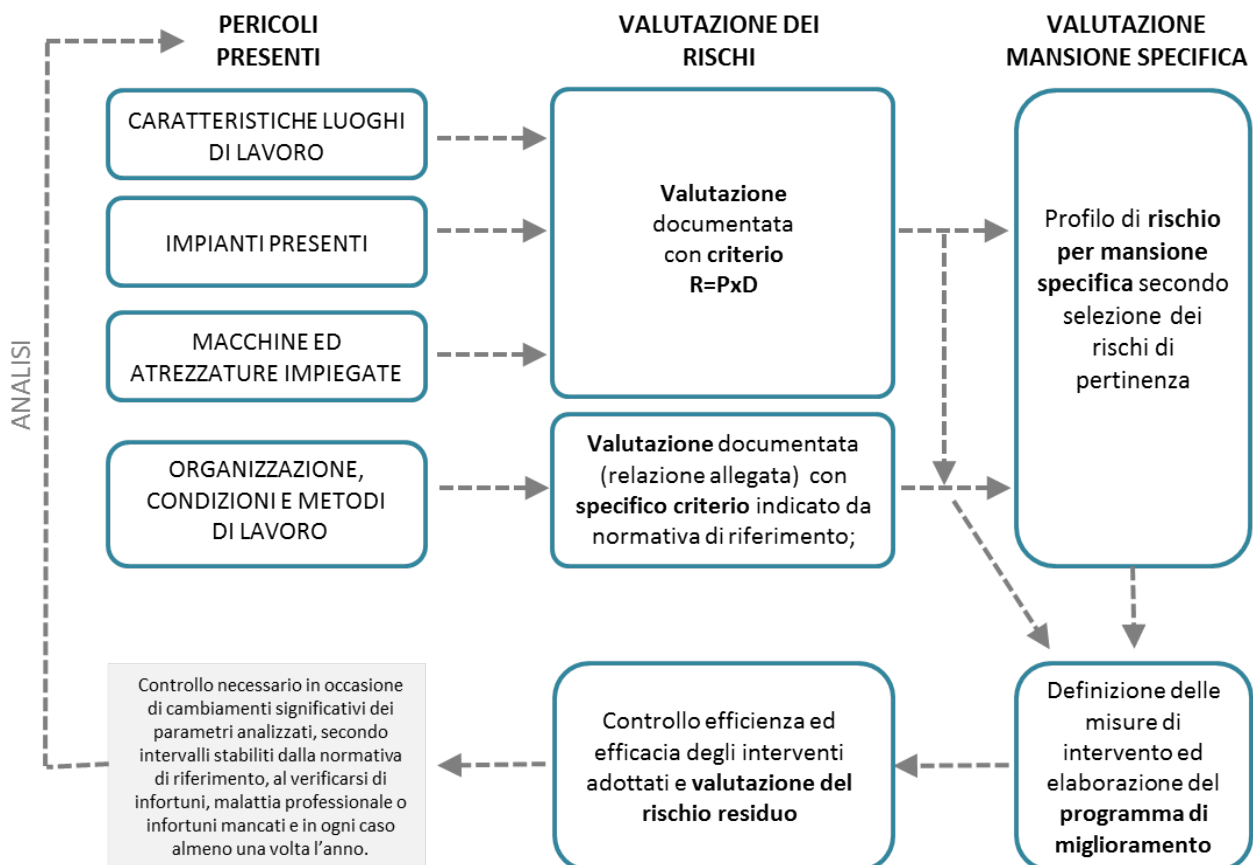 PERICOLI
PRESENTI
VALUTAZIONE DEI
RISCHI
VALUTAZIONE
MANSIONE SPECIFICA
CARATTERISTICHE LUOGHI
DI LAVORO
IMPIANTI PRESENTI
MACCHINE ED
ATREZZATURE IMPIEGATE
ORGANIZZAZIONE,
CONDIZIONI E METODI
DI LAVORO
ANALISI
Valutazione
documentata
con criterio
R=PxD
Valutazione documentata
(relazione allegata) con
specifico criterio indicato da
normativa di riferimento;
Profilo di rischio
per mansione
specifica secondo
selezione dei
rischi di
pertinenza
Definizione delle
misure di
intervento ed
elaborazione del
programma di
miglioramento
Controllo efficienza ed
efficacia degli interventi
adottati e valutazione del
rischio residuo
Controllo necessario in occasione
di cambiamenti significativi dei
parametri analizzati, secondo
intervalli stabiliti dalla normativa
di riferimento, al verificarsi di
infortuni, malattia professionale o
infortuni mancati e in ogni caso
almeno una volta l'anno.